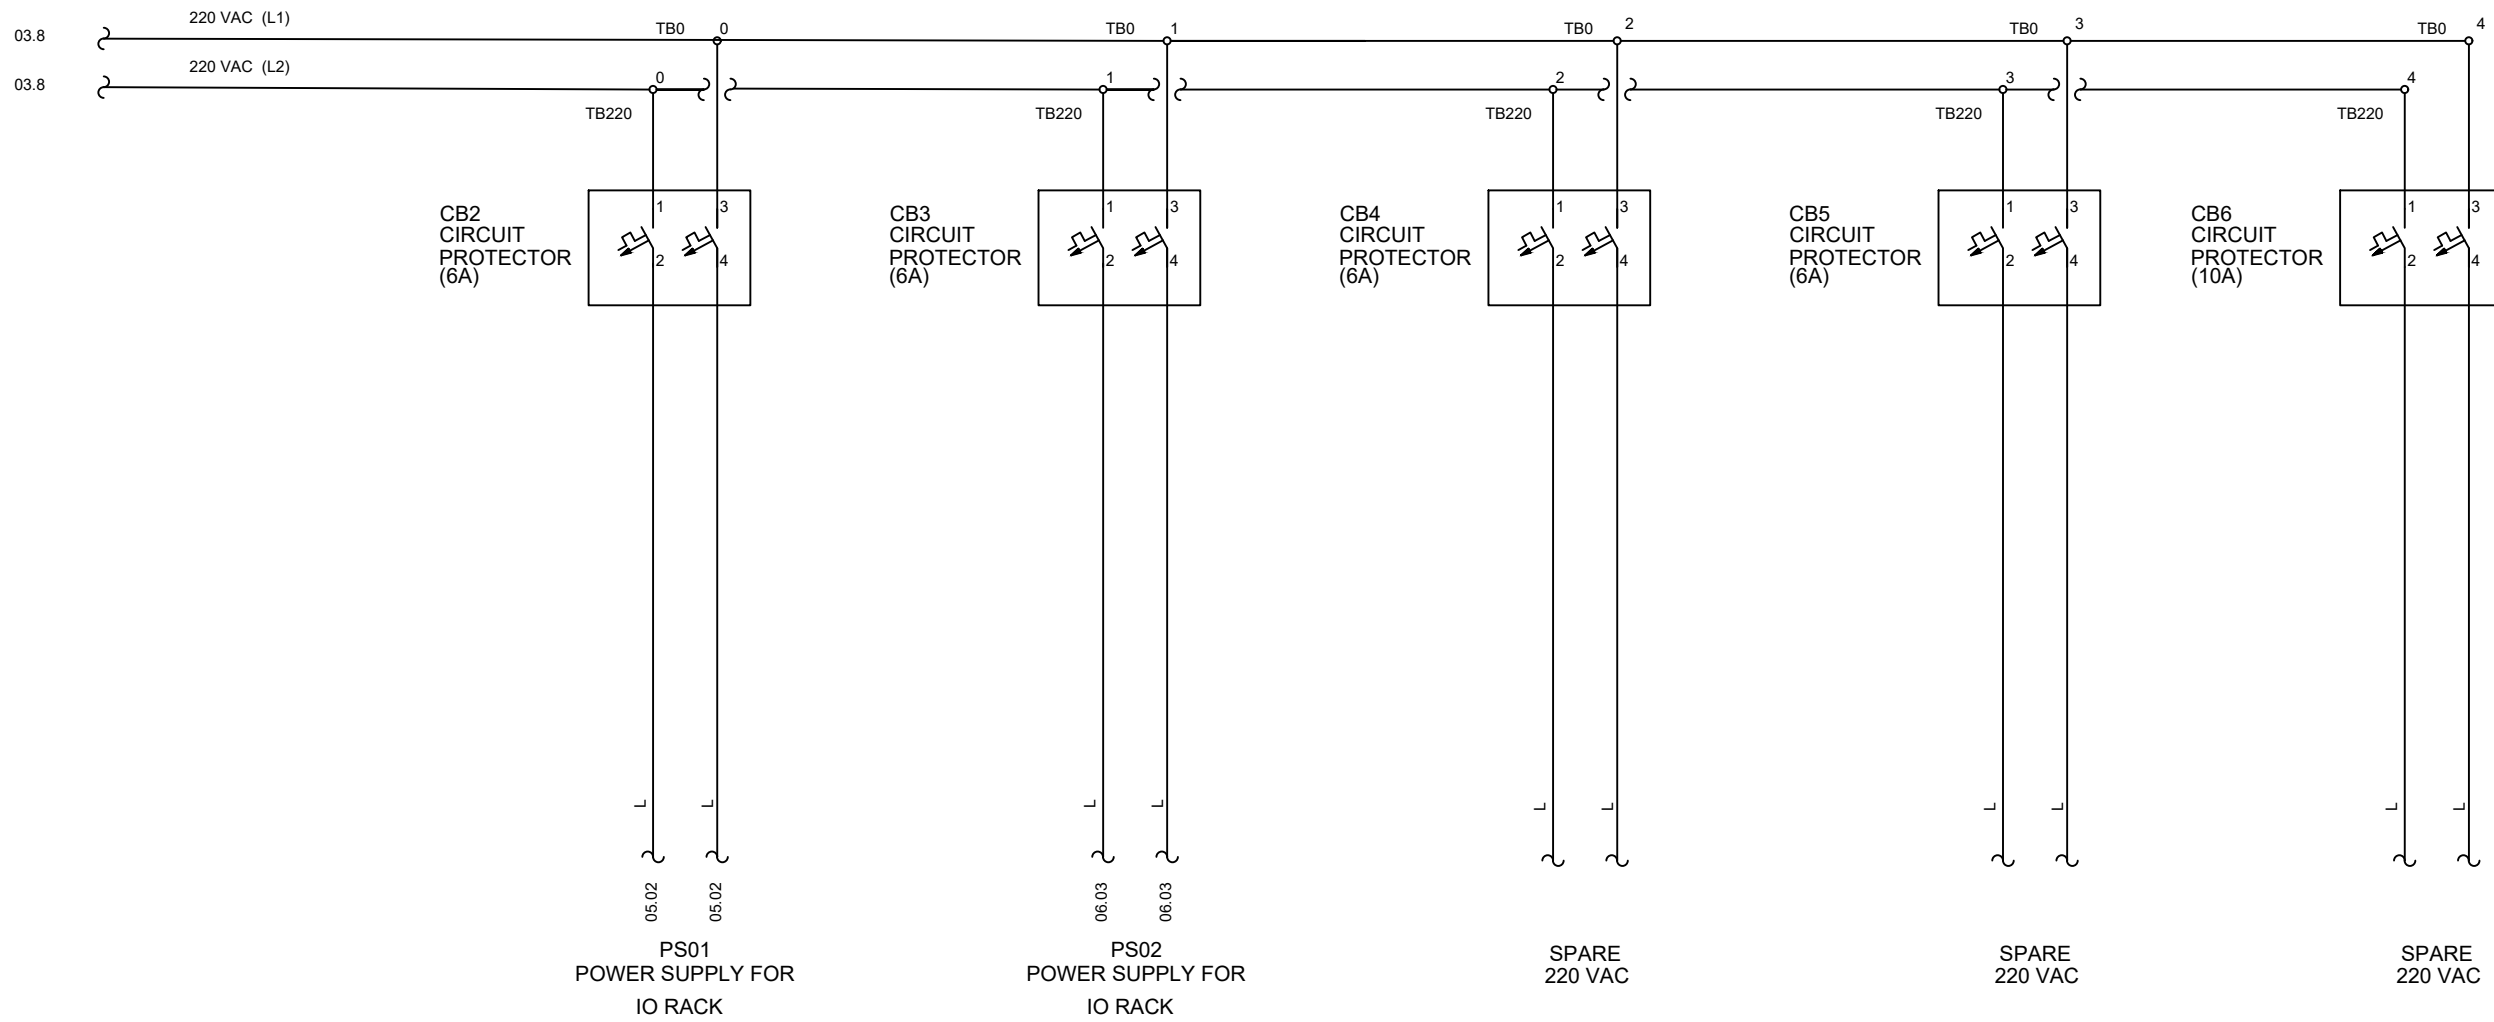 220 VAC (L1)
03.8
TB0 0
TB0 1
TB0 2
TB0 3
TB0 4
220 VAC (L2)
03.8
0
1
2
3
4
TB220
TB220
TB220
TB220
TB220
CB2
CIRCUIT
PROTECTOR
(6A)
1 3
2 4
CB3
CIRCUIT
PROTECTOR
(6A)
1 3
2 4
CB4
CIRCUIT
PROTECTOR
(6A)
1 3
2 4
CB5
CIRCUIT
PROTECTOR
(6A)
1 3
2 4
CB6
CIRCUIT
PROTECTOR
(10A)
1 3
2 4
L L
L L
L L
L L
L L
05.02
05.02
06.03
06.03
PS01
POWER SUPPLY FOR
IO RACK
PS02
POWER SUPPLY FOR
IO RACK
SPARE
220 VAC
SPARE
220 VAC
SPARE
220 VAC